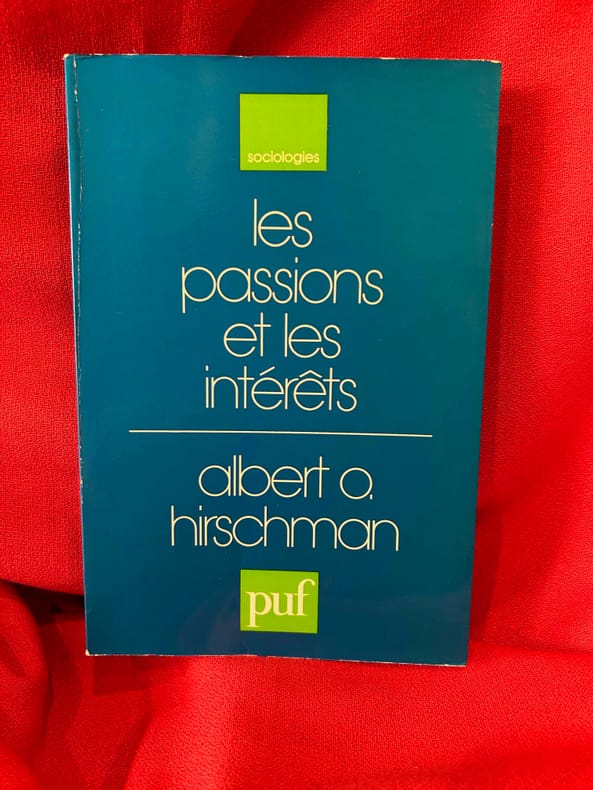 sociologies
les
passions
et les
intérêts
albert o.
hirschman
puf